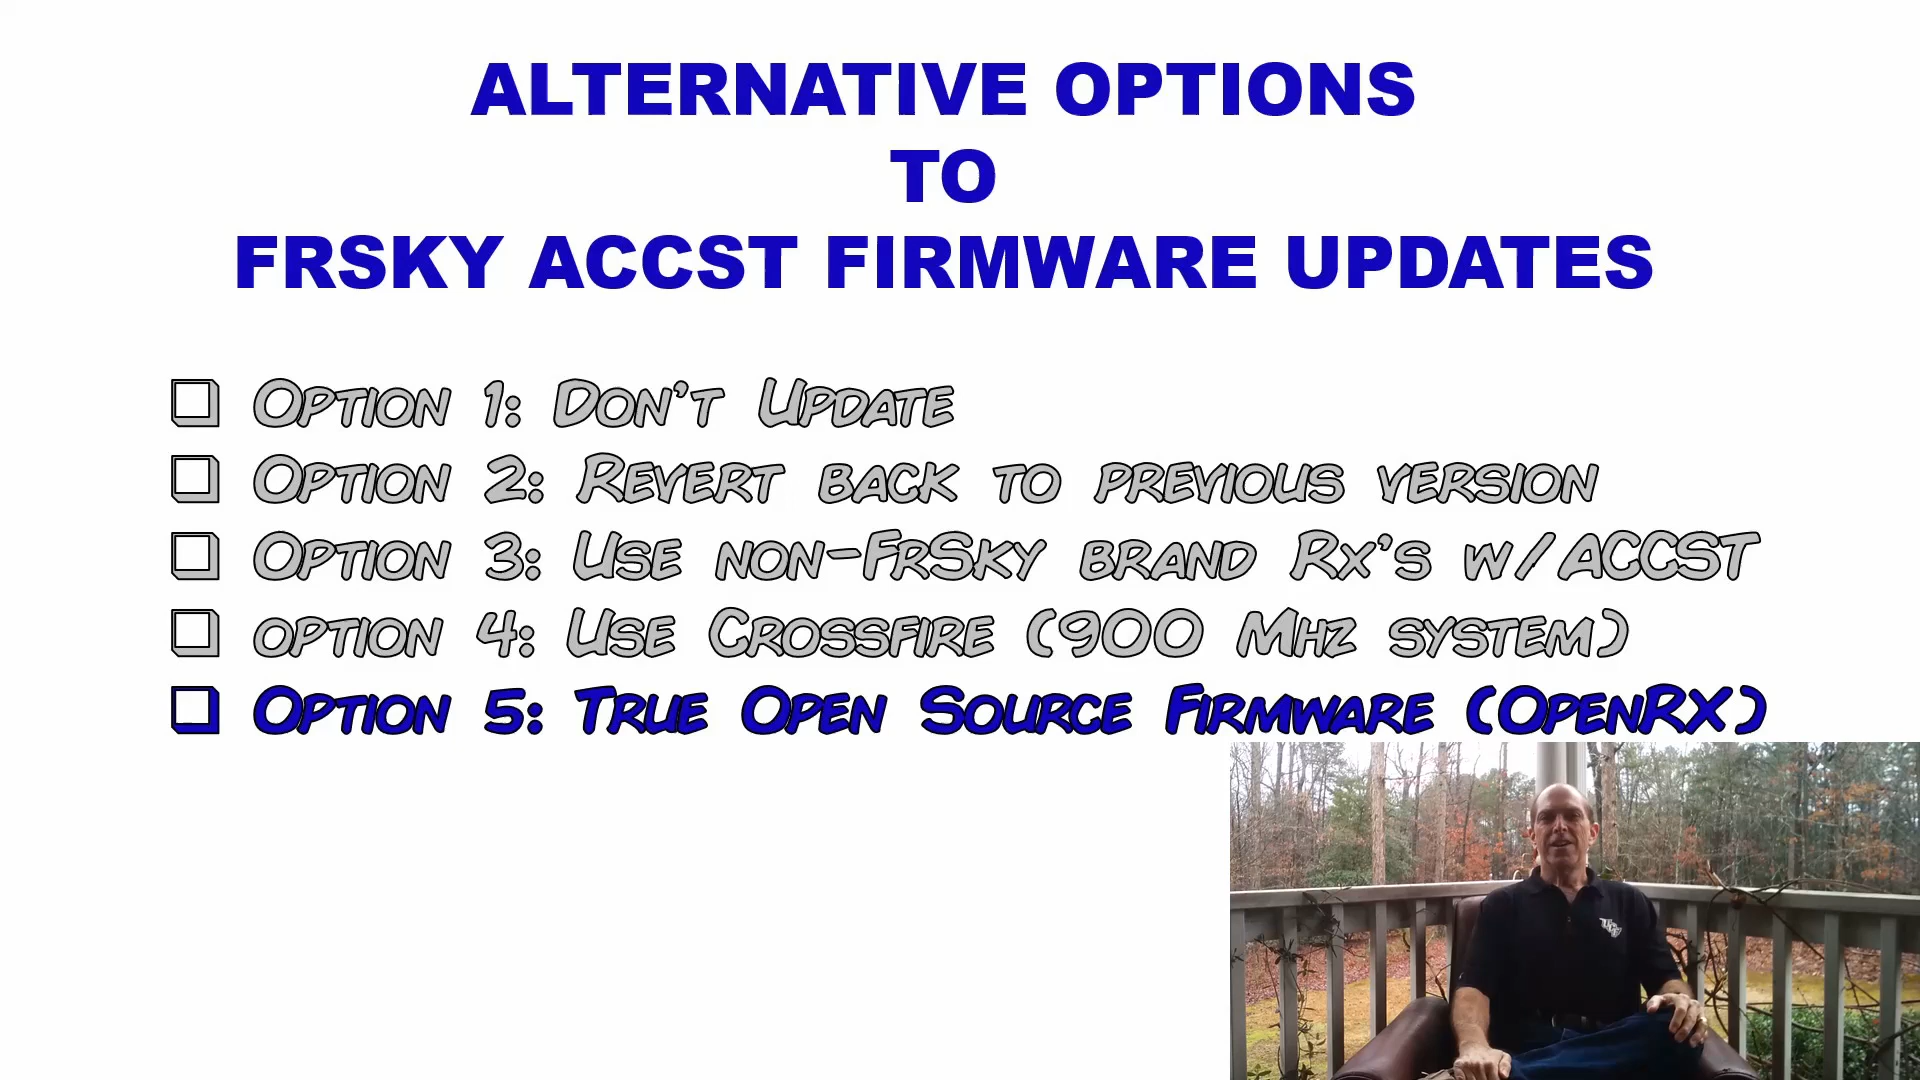 ALTERNATIVE OPTIONS
TO
FRSKY ACCST FIRMWARE UPDATES
Option 1: Don't Update
Option 2: Revert back to previous version
Option 3: Use non-FrSky brand Rx's w/ACCST
option 4: Use Crossfire (900 Mhz system)
Option 5: True Open Source Firmware (OpenRX)
UCF